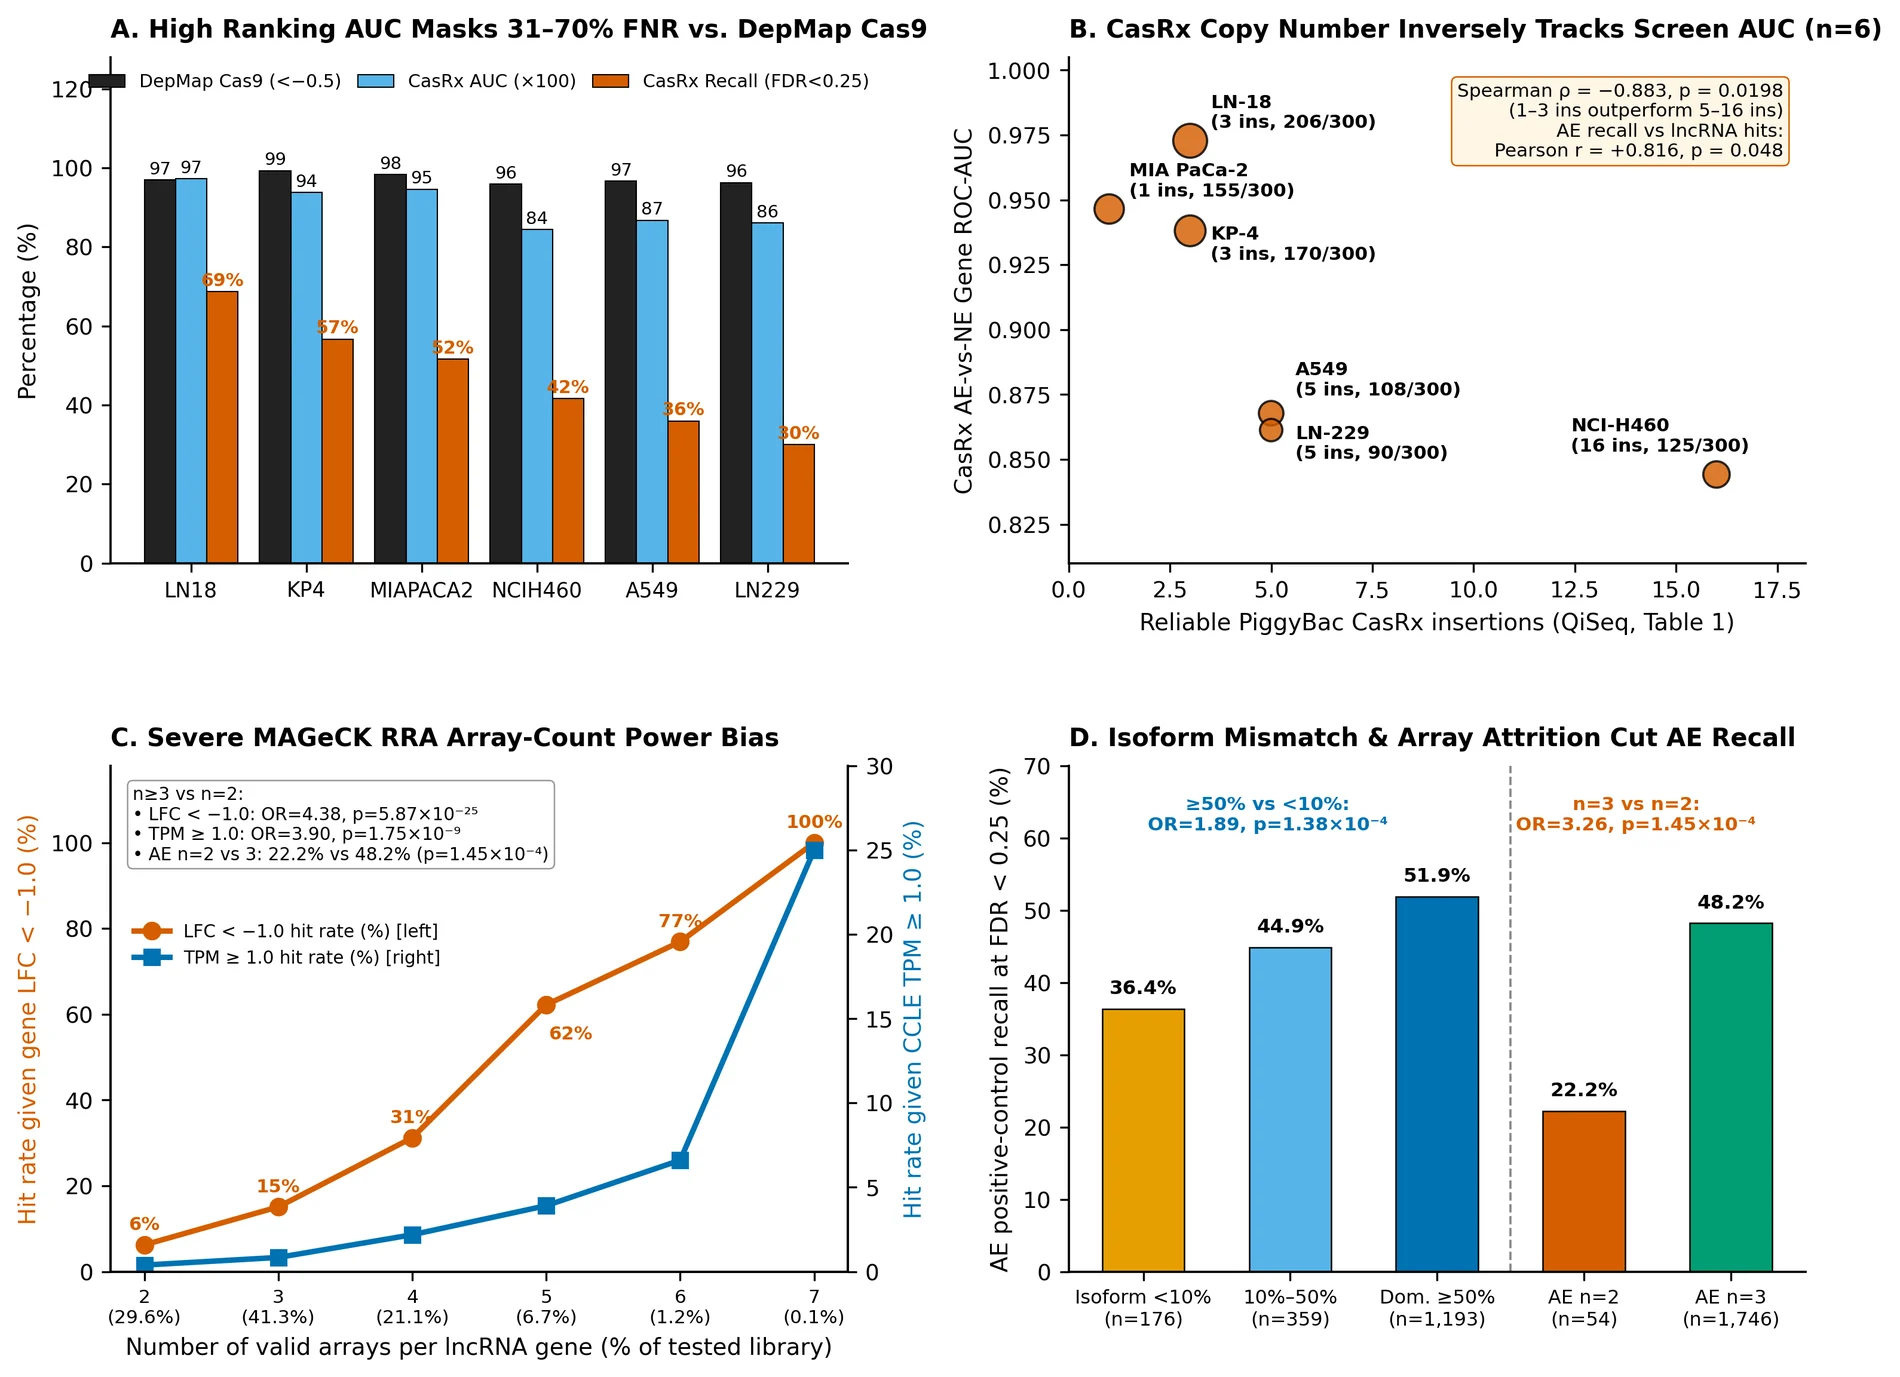 A. High Ranking AUC Masks 31–70% FNR vs. DepMap Cas9
DepMap Cas9 (<−0.5)
CasRx AUC (×100)
CasRx Recall (FDR<0.25)
Percentage (%)
120
100
80
60
40
20
0
97 97 69%
99 94 57%
98 95 52%
96 84 42%
97 87 36%
96 86 30%
LN18 KP4 MIAPACA2 NCIH460 A549 LN229
B. CasRx Copy Number Inversely Tracks Screen AUC (n=6)
CasRx AE-vs-NE Gene ROC-AUC
1.000
0.975
0.950
0.925
0.900
0.875
0.850
0.825
Spearman ρ = −0.883, p = 0.0198
(1–3 ins outperform 5–16 ins)
AE recall vs lncRNA hits:
Pearson r = +0.816, p = 0.048
LN-18
(3 ins, 206/300)
MIA PaCa-2
(1 ins, 155/300)
KP-4
(3 ins, 170/300)
A549
(5 ins, 108/300)
LN-229
(5 ins, 90/300)
NCI-H460
(16 ins, 125/300)
0.0 2.5 5.0 7.5 10.0 12.5 15.0 17.5
Reliable PiggyBac CasRx insertions (QiSeq, Table 1)
C. Severe MAGeCK RRA Array-Count Power Bias
Hit rate given gene LFC < −1.0 (%)
100
80
60
40
20
0
n≥3 vs n=2:
• LFC < −1.0: OR=4.38, p=5.87×10⁻²⁵
• TPM ≥ 1.0: OR=3.90, p=1.75×10⁻⁹
• AE n=2 vs 3: 22.2% vs 48.2% (p=1.45×10⁻⁴)
LFC < −1.0 hit rate (%) [left]
TPM ≥ 1.0 hit rate (%) [right]
6%
15%
31%
62%
77%
100%
30
25
20
15
10
5
0
Hit rate given CCLE TPM ≥ 1.0 (%)
2 3 4 5 6 7
(29.6%) (41.3%) (21.1%) (6.7%) (1.2%) (0.1%)
Number of valid arrays per lncRNA gene (% of tested library)
D. Isoform Mismatch & Array Attrition Cut AE Recall
AE positive-control recall at FDR < 0.25 (%)
70
60
50
40
30
20
10
0
≥50% vs <10%:
OR=1.89, p=1.38×10⁻⁴
n=3 vs n=2:
OR=3.26, p=1.45×10⁻⁴
36.4%
44.9%
51.9%
22.2%
48.2%
Isoform <10% 10%–50% Dom. ≥50% AE n=2 AE n=3
(n=176) (n=359) (n=1,193) (n=54) (n=1,746)